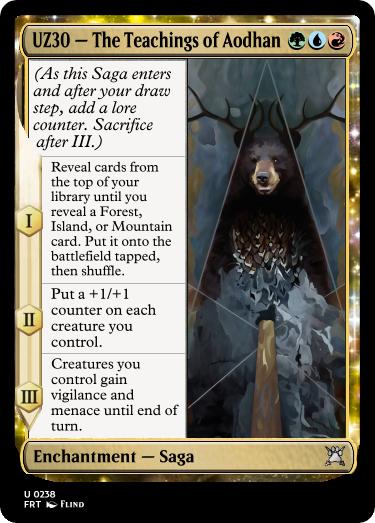 UZ30 — The Teachings of Aodhan
(As this Saga enters
and after your draw
step, add a lore
counter. Sacrifice
after III.)
I
Reveal cards from
the top of your
library until you
reveal a Forest,
Island, or Mountain
card. Put it onto the
battlefield tapped,
then shuffle.
II
Put a +1/+1
counter on each
creature you
control.
III
Creatures you
control gain
vigilance and
menace until end of
turn.
Enchantment — Saga
U 0238
FRT FLIND